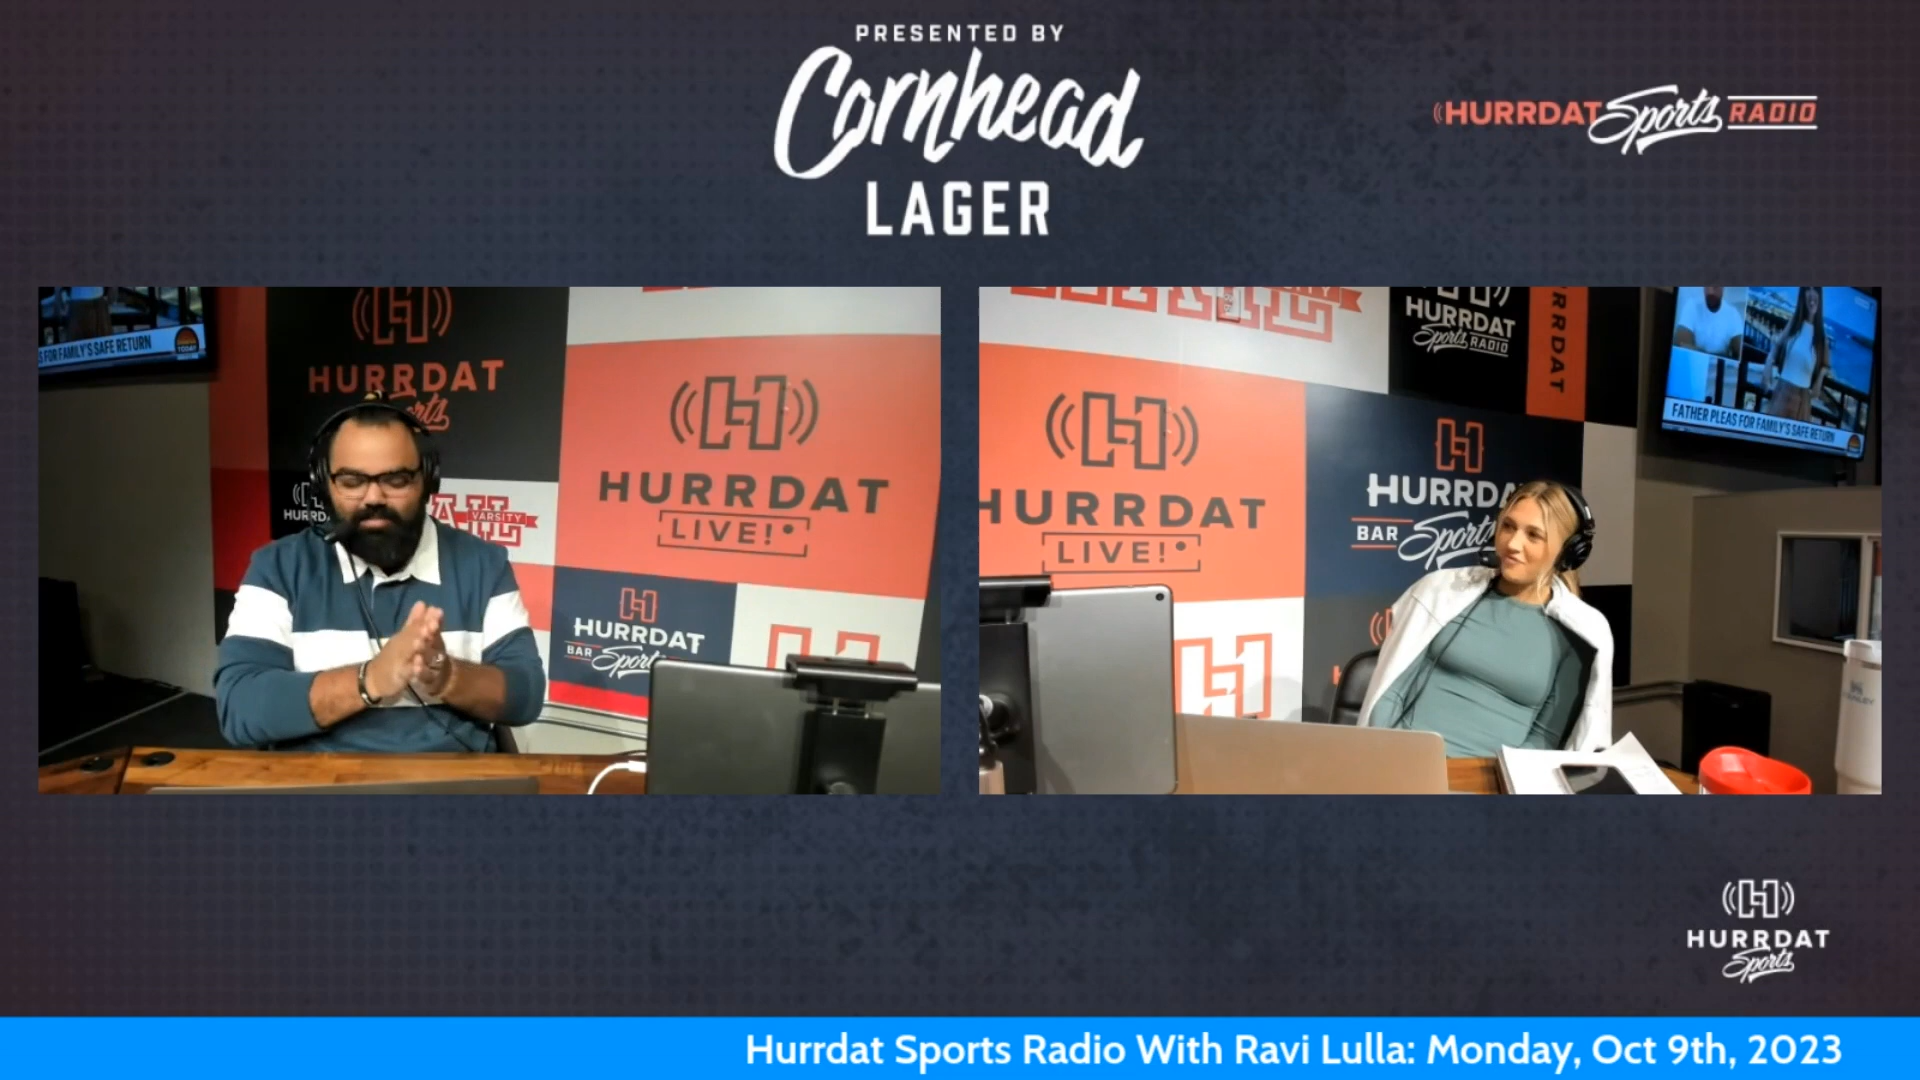 PRESENTED BY
Cornhead
LAGER
HURRDAT Sports RADIO
S FOR FAMILY'S SAFE RETURN
TODAY
HURRDAT
HURRDAT
LIVE!
VARSITY
HURRDAT
BAR Sports
HURRDAT
Sports RADIO
HURRDAT
LIVE!
BAR Sports
FATHER PLEAS FOR FAMILY'S SAFE RETURN
HURRDAT
Sports
Hurrdat Sports Radio With Ravi Lulla: Monday, Oct 9th, 2023